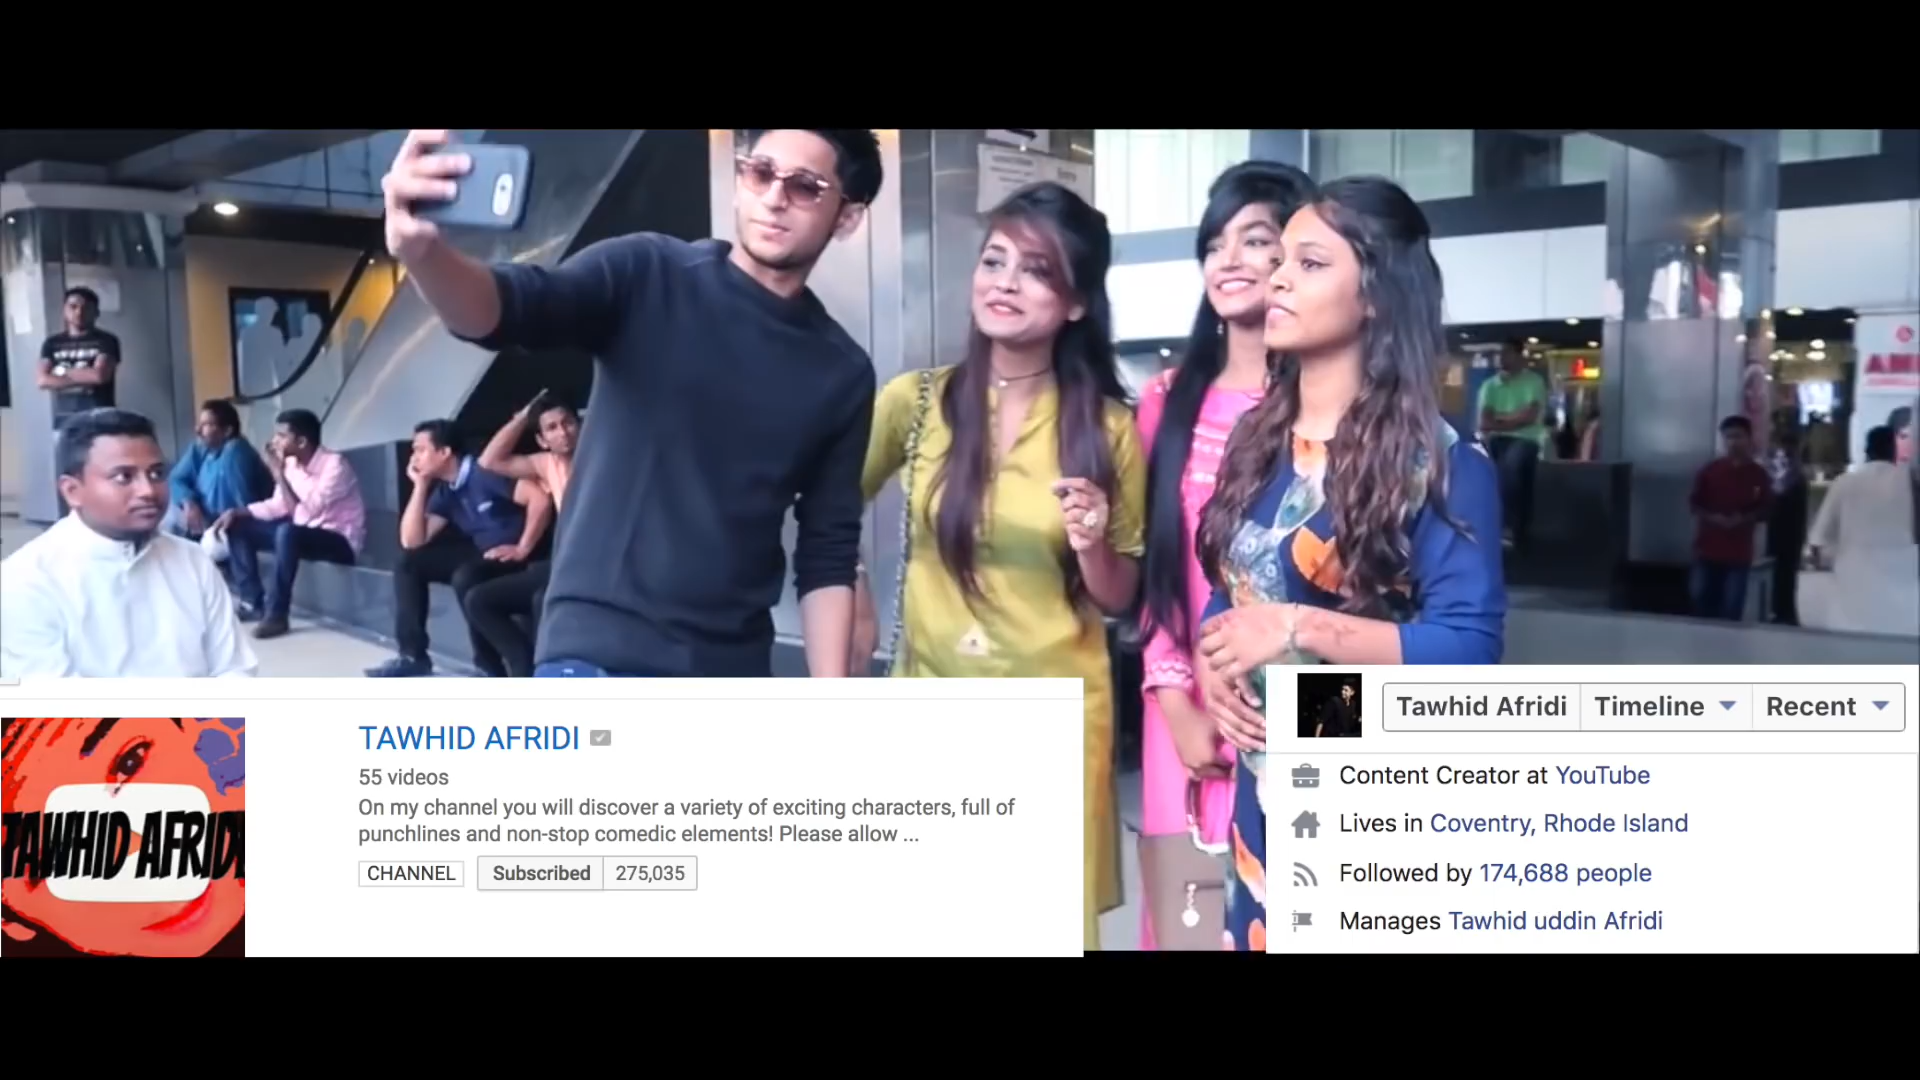 TAWHID AFRIDI
TAWHID AFRIDI
55 videos
On my channel you will discover a variety of exciting characters, full of
punchlines and non-stop comedic elements! Please allow ...
CHANNEL Subscribed 275,035
Tawhid Afridi Timeline Recent
Content Creator at YouTube
Lives in Coventry, Rhode Island
Followed by 174,688 people
Manages Tawhid uddin Afridi